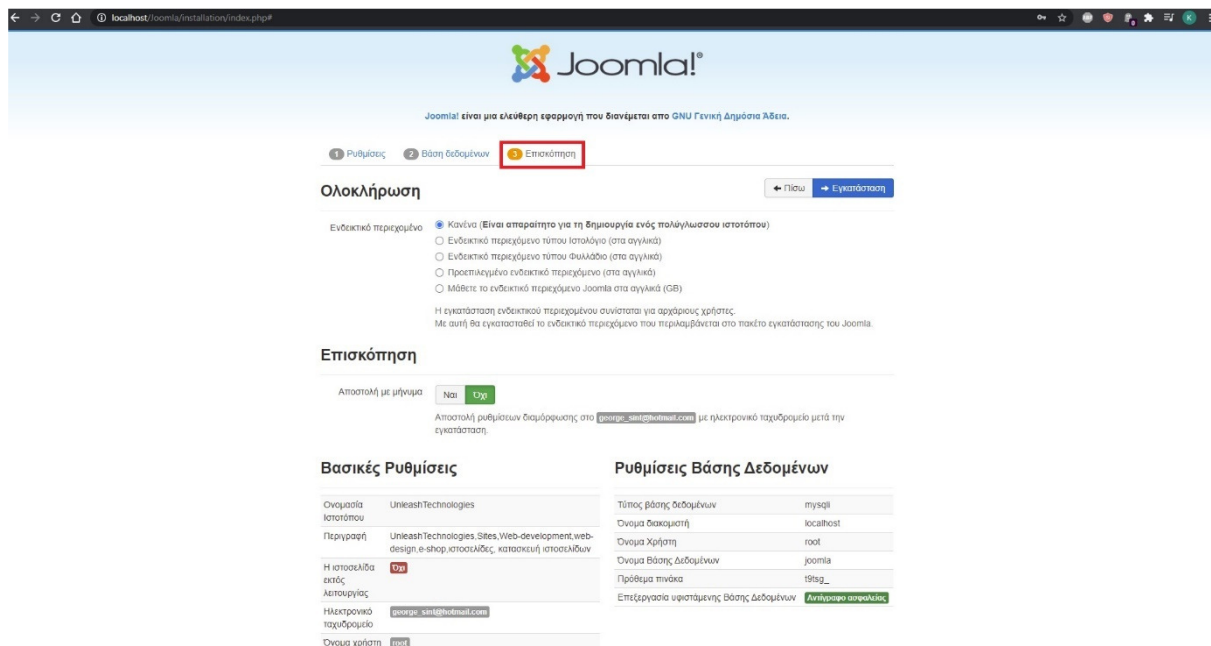 localhost/Joomla/installation/index.php#
K
Joomla!®
Joomla! είναι μια ελεύθερη εφαρμογή που διανέμεται απο GNU Γενική Δημόσια Άδεια.
1 Ρυθμίσεις 2 Βάση δεδομένων 3 Επισκόπηση
Ολοκλήρωση
Πίσω Εγκατάσταση
Ενδεικτικό περιεχομένο Κανένα (Είναι απαραίτητο για τη δημιουργία ενός πολύγλωσσου ιστοτόπου)
Ενδεικτικό περιεχόμενο τύπου Ιστολόγιο (στα αγγλικά)
Ενδεικτικό περιεχόμενο τύπου Φυλλάδιο (στα αγγλικά)
Προεπιλεγμένο ενδεικτικό περιεχόμενο (στα αγγλικά)
Μάθετε το ενδεικτικό περιεχόμενο Joomla στα αγγλικά (GB)
Η εγκατάσταση ενδεικτικού περιεχομένου συνίσταται για αρχάριους χρήστες.
Με αυτή θα εγκατασταθεί το ενδεικτικό περιεχόμενο που περιλαμβάνεται στο πακέτο εγκατάστασης του Joomla.
Επισκόπηση
Αποστολή με μήνυμα Ναι Όχι
Αποστολή ρυθμίσεων διαμόρφωσης στο george_sint@hotmail.com με ηλεκτρονικό ταχυδρομείο μετά την
εγκατάσταση.
Βασικές Ρυθμίσεις
Ονομασία UnleashTechnologies
Ιστοτόπου
Περιγραφή UnleashTechnologies,Sites,Web-development,web-
design,e-shop,ιστοσελίδες, κατασκευή ιστοσελίδων
Η ιστοσελίδα Όχι
εκτός
λειτουργίας
Ηλεκτρονικό george_sint@hotmail.com
ταχυδρομείο
Όνομα χρήστη root
Ρυθμίσεις Βάσης Δεδομένων
Τύπος βάσης δεδομένων mysqli
Όνομα διακομιστή localhost
Όνομα Χρήστη root
Όνομα Βάσης Δεδομένων joomla
Πρόθεμα πινάκα t9tsg_
Επεξεργασία υφιστάμενης Βάσης Δεδομένων Αντίγραφο ασφαλείας